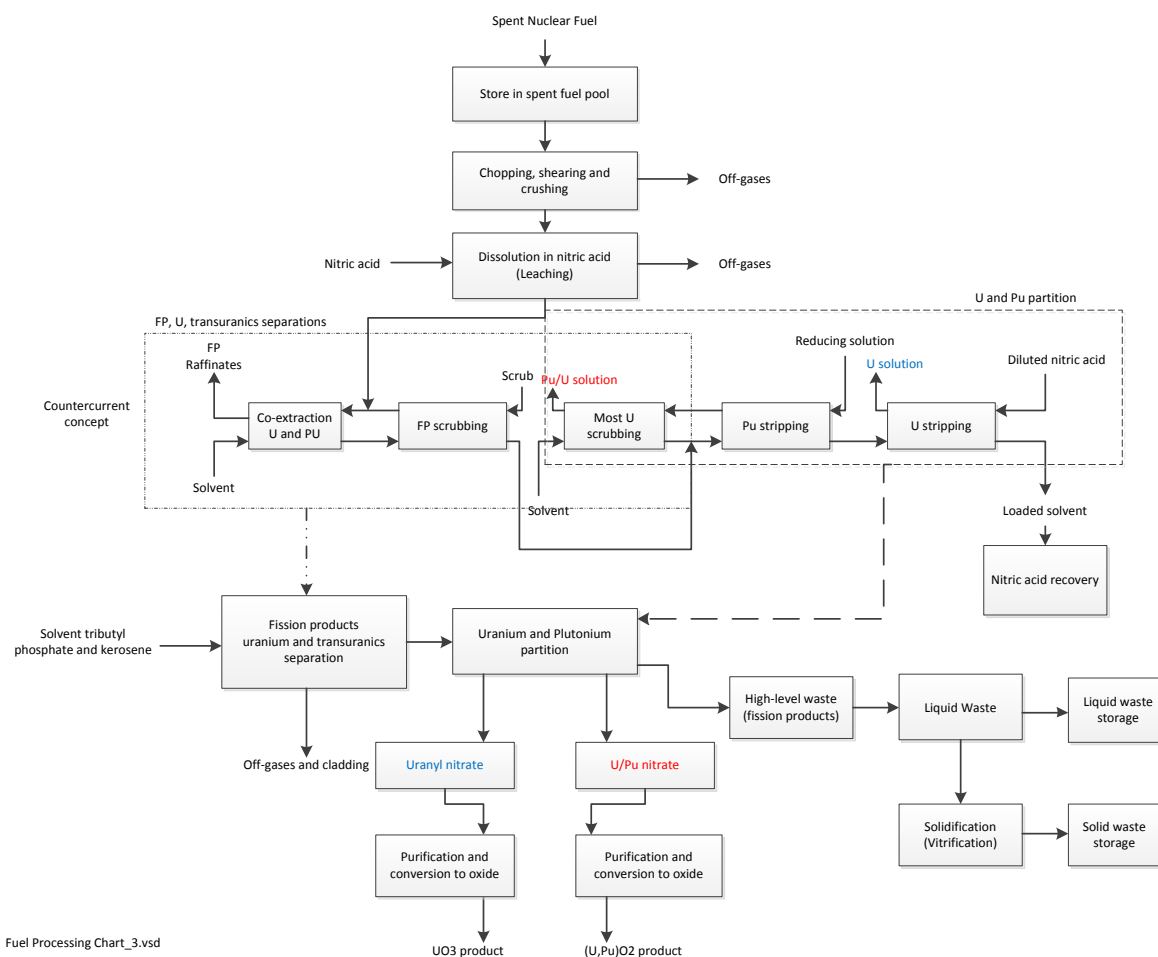 Spent Nuclear Fuel
Store in spent fuel pool
Chopping, shearing and
crushing
Off-gases
Nitric acid
Dissolution in nitric acid
(Leaching)
Off-gases
U and Pu partition
FP, U, transuranics separations
FP
Raffinates
Reducing solution
U solution
Diluted nitric acid
Scrub
Pu/U solution
Countercurrent
concept
Co-extraction
U and PU
FP scrubbing
Most U
scrubbing
Pu stripping
U stripping
Solvent
Solvent
Loaded solvent
Nitric acid recovery
Solvent tributyl
phosphate and kerosene
Fission products
uranium and transuranics
separation
Uranium and Plutonium
partition
High-level waste
(fission products)
Liquid Waste
Liquid waste
storage
Off-gases and cladding
Uranyl nitrate
U/Pu nitrate
Solidification
(Vitrification)
Solid waste
storage
Purification and
conversion to oxide
Purification and
conversion to oxide
Fuel Processing Chart_3.vsd
UO3 product
(U,Pu)O2 product